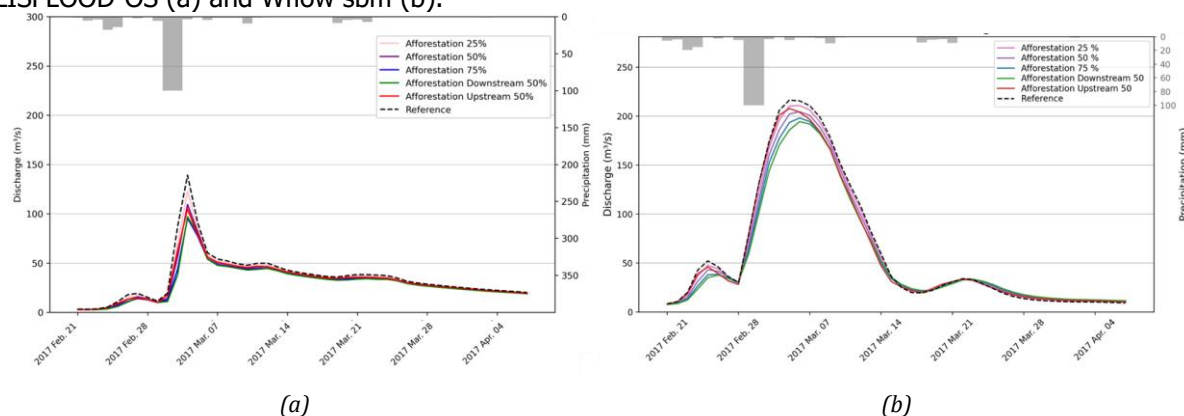 LISFLOOD OS (a) and Wflow sbm (b).
300
250
200
150
100
50
0
Discharge (m³/s)
0
50
100
150
200
250
300
350
Precipitation (mm)
Afforestation 25%
Afforestation 50%
Afforestation 75%
Afforestation Downstream 50%
Afforestation Upstream 50%
Reference
2017 Feb. 21
2017 Feb. 28
2017 Mar. 07
2017 Mar. 14
2017 Mar. 21
2017 Mar. 28
2017 Apr. 04
(a)
250
200
150
100
50
0
Discharge (m³/s)
0
20
40
60
80
100
Precipitation (mm)
Afforestation 25 %
Afforestation 50 %
Afforestation 75 %
Afforestation Downstream 50
Afforestation Upstream 50
Reference
2017 Feb. 21
2017 Feb. 28
2017 Mar. 07
2017 Mar. 14
2017 Mar. 21
2017 Mar. 28
2017 Apr. 04
(b)